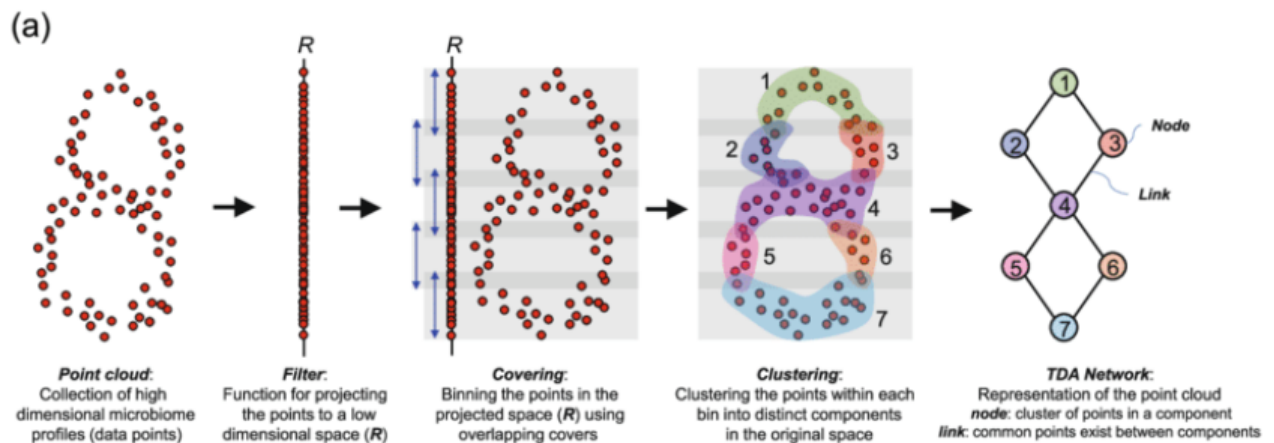 (a)
R
R
1
2
3
4
5
6
7
1
2
3
4
5
6
7
Node
Link
Point cloud:
Collection of high
dimensional microbiome
profiles (data points)
Filter:
Function for projecting
the points to a low
dimensional space (R)
Covering:
Binning the points in the
projected space (R) using
overlapping covers
Clustering:
Clustering the points within each
bin into distinct components
in the original space
TDA Network:
Representation of the point cloud
node: cluster of points in a component
link: common points exist between components